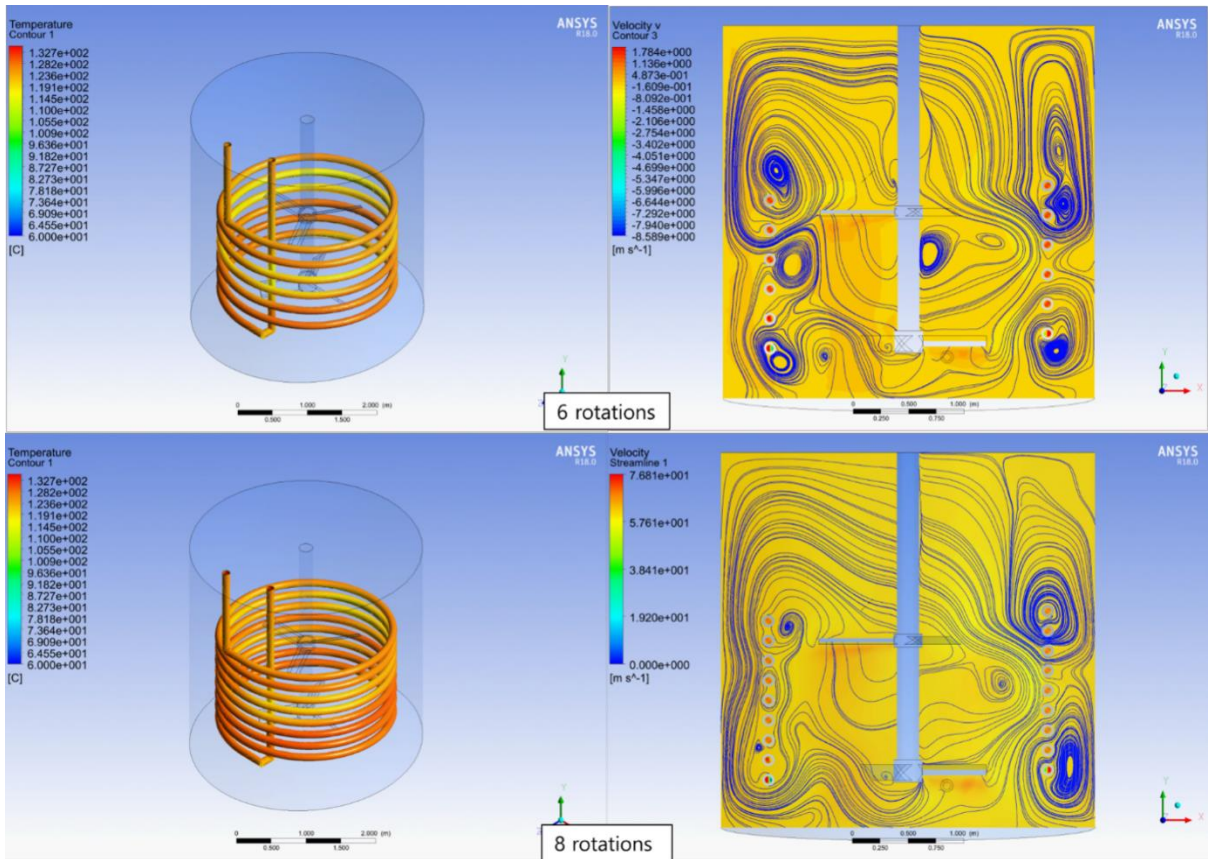 Temperature
Contour 1
1.327e+002
1.282e+002
1.236e+002
1.191e+002
1.145e+002
1.100e+002
1.055e+002
1.009e+002
9.636e+001
9.182e+001
8.727e+001
8.273e+001
7.818e+001
7.364e+001
6.909e+001
6.455e+001
6.000e+001
[C]
ANSYS
R18.0
0
1.000
2.000 (m)
0.500
1.500
Y
Velocity v
Contour 3
1.784e+000
1.136e+000
4.873e-001
-1.609e-001
-8.092e-001
-1.458e+000
-2.106e+000
-2.754e+000
-3.402e+000
-4.051e+000
-4.699e+000
-5.347e+000
-5.996e+000
-6.644e+000
-7.292e+000
-7.940e+000
-8.589e+000
[m s^-1]
ANSYS
R18.0
0
0.500
1.000 (m)
0.250
0.750
Y
X
6 rotations
Temperature
Contour 1
1.327e+002
1.282e+002
1.236e+002
1.191e+002
1.145e+002
1.100e+002
1.055e+002
1.009e+002
9.636e+001
9.182e+001
8.727e+001
8.273e+001
7.818e+001
7.364e+001
6.909e+001
6.455e+001
6.000e+001
[C]
ANSYS
R18.0
0
1.000
2.000 (m)
0.500
1.500
Y
Velocity
Streamline 1
7.681e+001
5.761e+001
3.841e+001
1.920e+001
0.000e+000
[m s^-1]
ANSYS
R18.0
0
0.500
1.000 (m)
0.250
0.750
Y
X
8 rotations